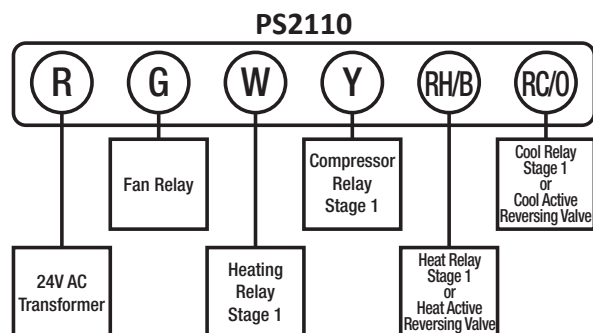 PS2110
R
G
W
Y
RH/B
RC/O
Fan Relay
Compressor
Relay
Stage 1
Cool Relay
Stage 1
or
Cool Active
Reversing Valve
24V AC
Transformer
Heating
Relay
Stage 1
Heat Relay
Stage 1
or
Heat Active
Reversing Valve